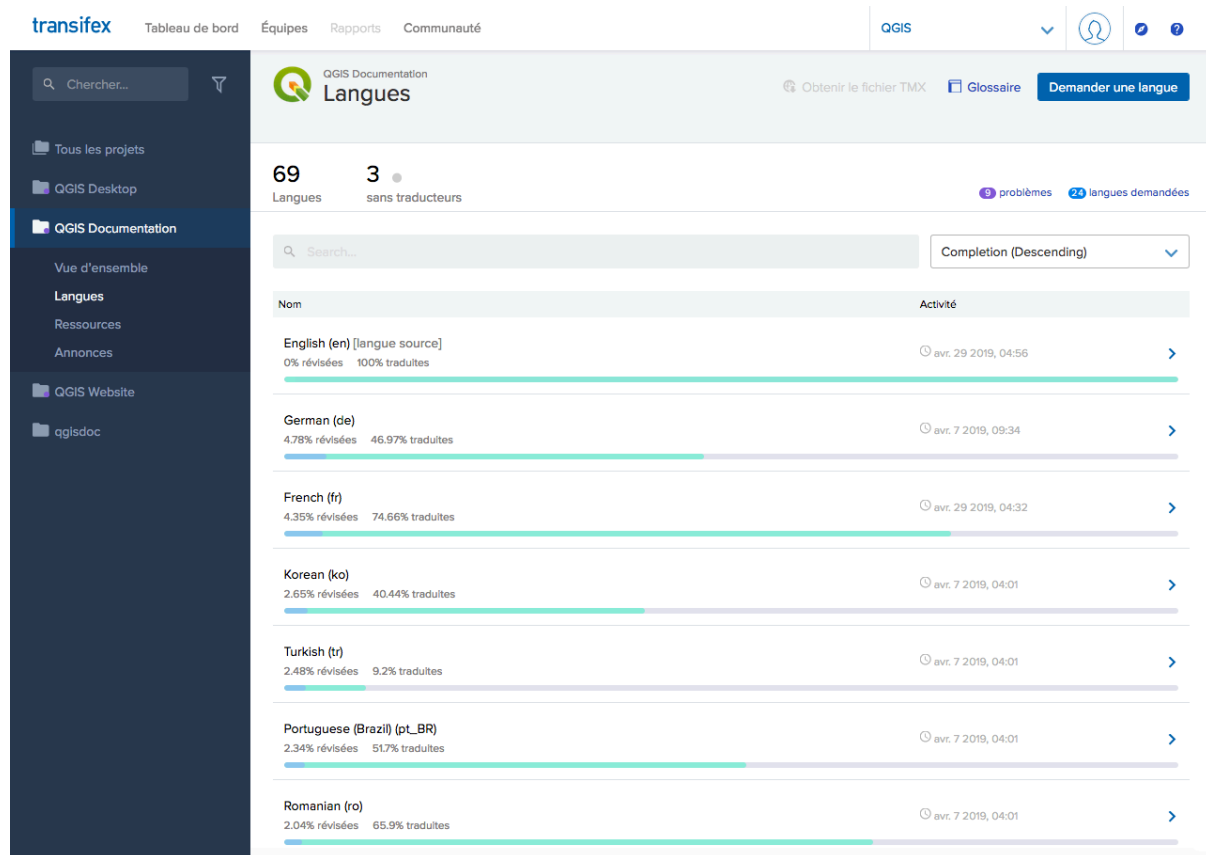 transifex Tableau de bord Équipes Rapports Communauté QGIS
Chercher...
Tous les projets
QGIS Desktop
QGIS Documentation
Vue d'ensemble
Langues
Ressources
Annonces
QGIS Website
qgisdoc
QGIS Documentation
Langues
Obtenir le fichier TMX Glossaire Demander une langue
69 3
Langues sans traducteurs
9 problèmes 24 langues demandées
Search... Completion (Descending)
Nom Activité
English (en) [langue source]
0% révisées 100% traduites
avr. 29 2019, 04:56
German (de)
4.78% révisées 46.97% traduites
avr. 7 2019, 09:34
French (fr)
4.35% révisées 74.66% traduites
avr. 29 2019, 04:32
Korean (ko)
2.65% révisées 40.44% traduites
avr. 7 2019, 04:01
Turkish (tr)
2.48% révisées 9.2% traduites
avr. 7 2019, 04:01
Portuguese (Brazil) (pt_BR)
2.34% révisées 51.7% traduites
avr. 7 2019, 04:01
Romanian (ro)
2.04% révisées 65.9% traduites
avr. 7 2019, 04:01